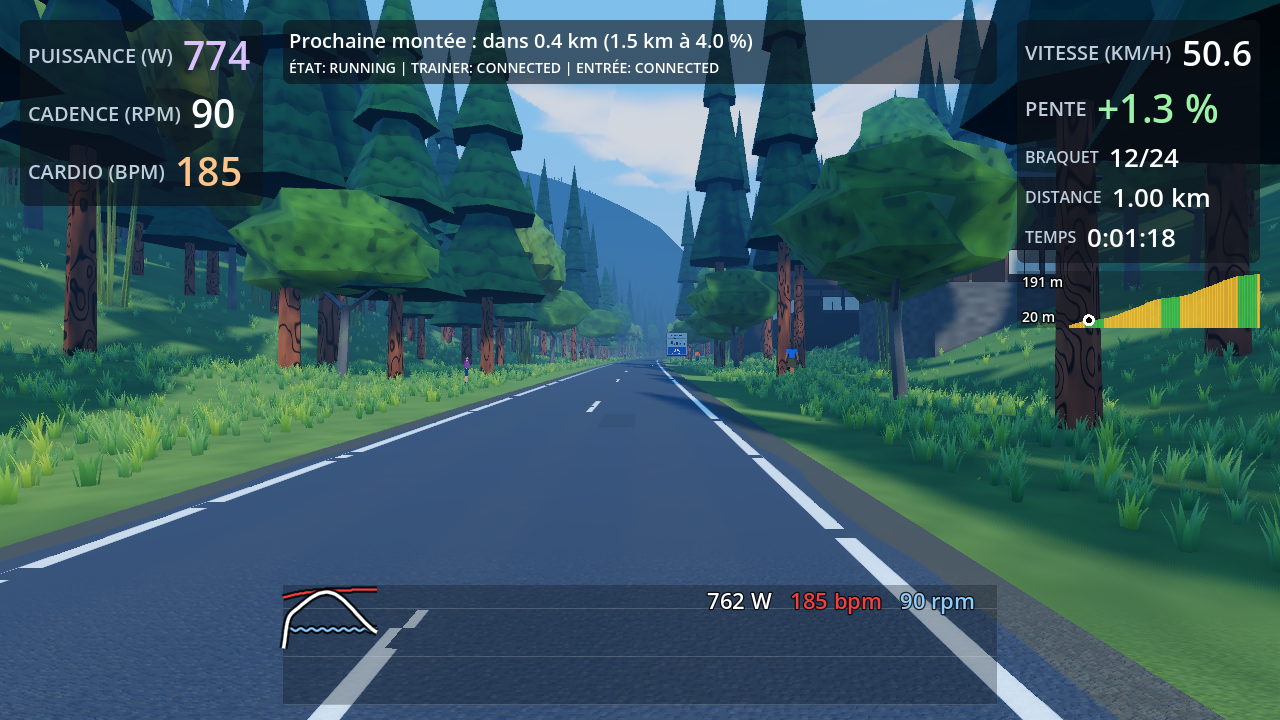 PUISSANCE (W) 774
CADENCE (RPM) 90
CARDIO (BPM) 185
Prochaine montée : dans 0.4 km (1.5 km à 4.0 %)
ÉTAT: RUNNING | TRAINER: CONNECTED | ENTRÉE: CONNECTED
VITESSE (KM/H) 50.6
PENTE +1.3 %
BRAQUET 12/24
DISTANCE 1.00 km
TEMPS 0:01:18
191 m
20 m
762 W 185 bpm 90 rpm